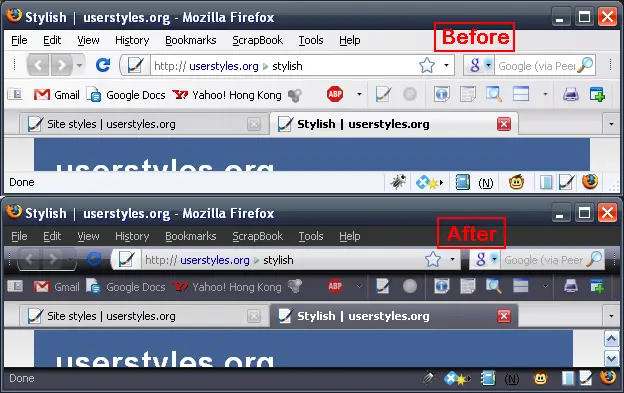 Stylish | userstyles.org - Mozilla Firefox
Before
File Edit View History Bookmarks ScrapBook Tools Help
http:// userstyles.org ▸ stylish
Google (via Peer
Gmail Google Docs Yahoo! Hong Kong ABP
Site styles | userstyles.org Stylish | userstyles.org
userstyles.org
Done (N)
Stylish | userstyles.org - Mozilla Firefox
After
File Edit View History Bookmarks ScrapBook Tools Help
http:// userstyles.org ▸ stylish
Google (via Peer
Gmail Google Docs Yahoo! Hong Kong ABP
Site styles | userstyles.org Stylish | userstyles.org
userstyles.org
Done (N)